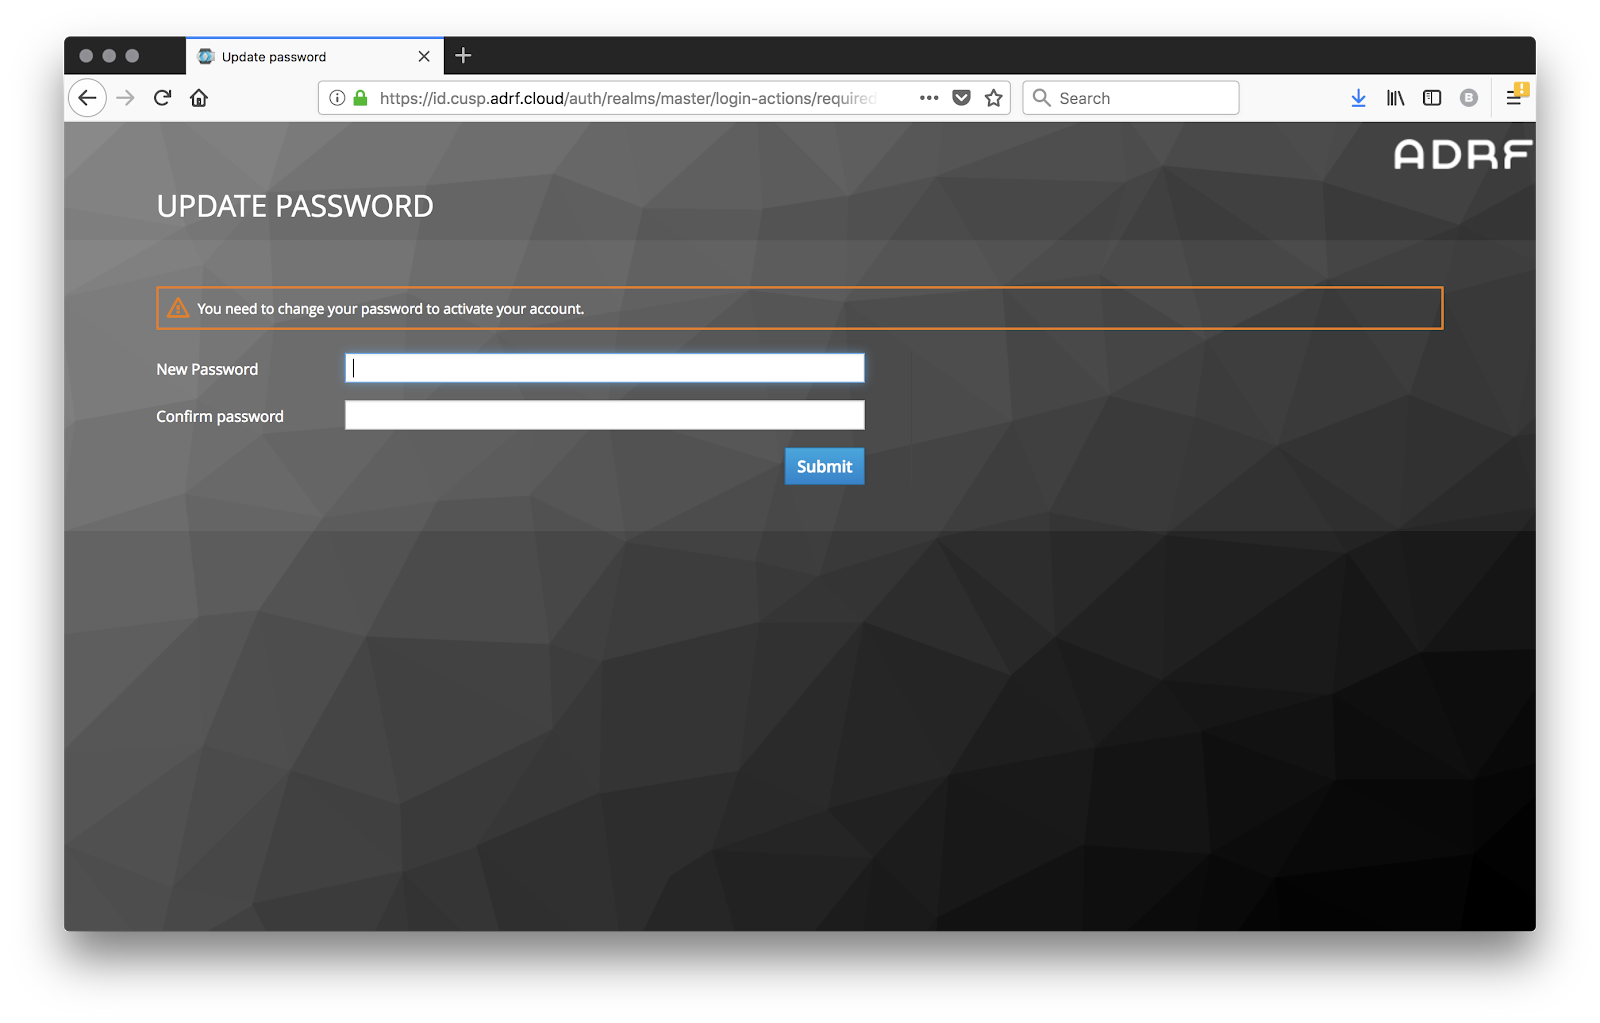 Update password
https://id.cusp.adrf.cloud/auth/realms/master/login-actions/required
Search
B
ADRF
UPDATE PASSWORD
You need to change your password to activate your account.
New Password
Confirm password
Submit